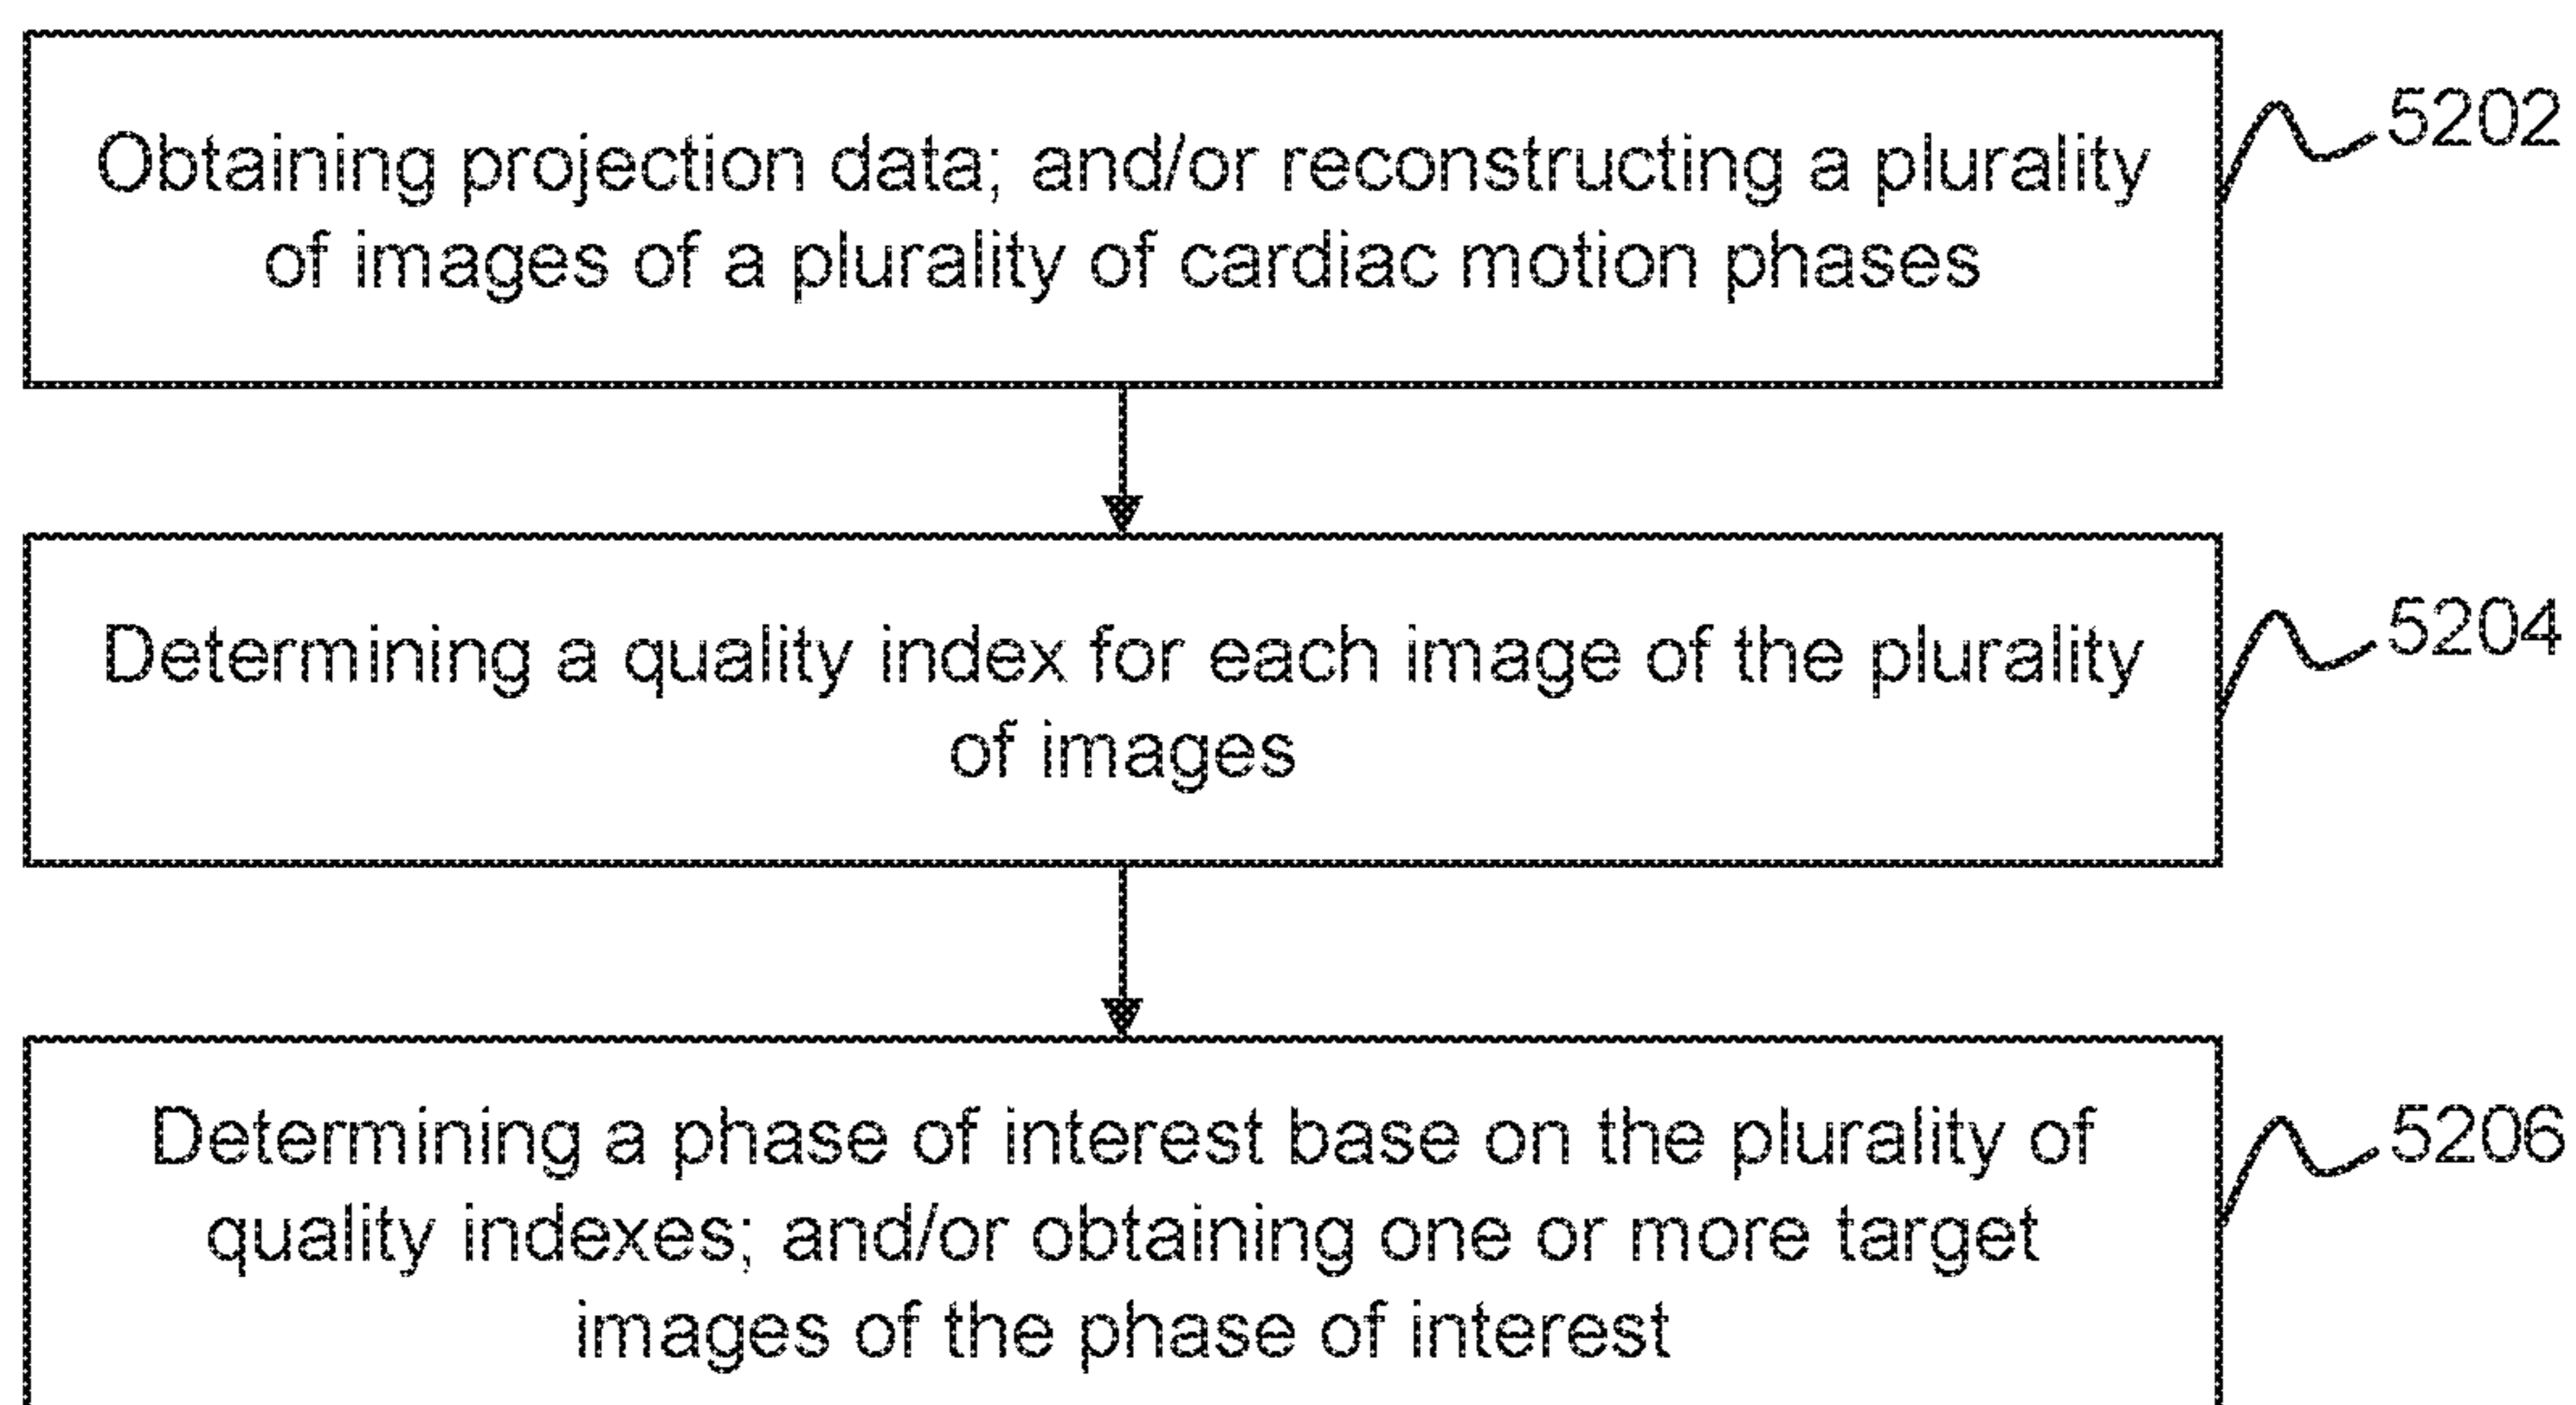 Obtaining projection data; and/or reconstructing a plurality
of images of a plurality of cardiac motion phases
5202
Determining a quality index for each image of the plurality
of images
5204
Determining a phase of interest base on the plurality of
quality indexes; and/or obtaining one or more target
images of the phase of interest
5206